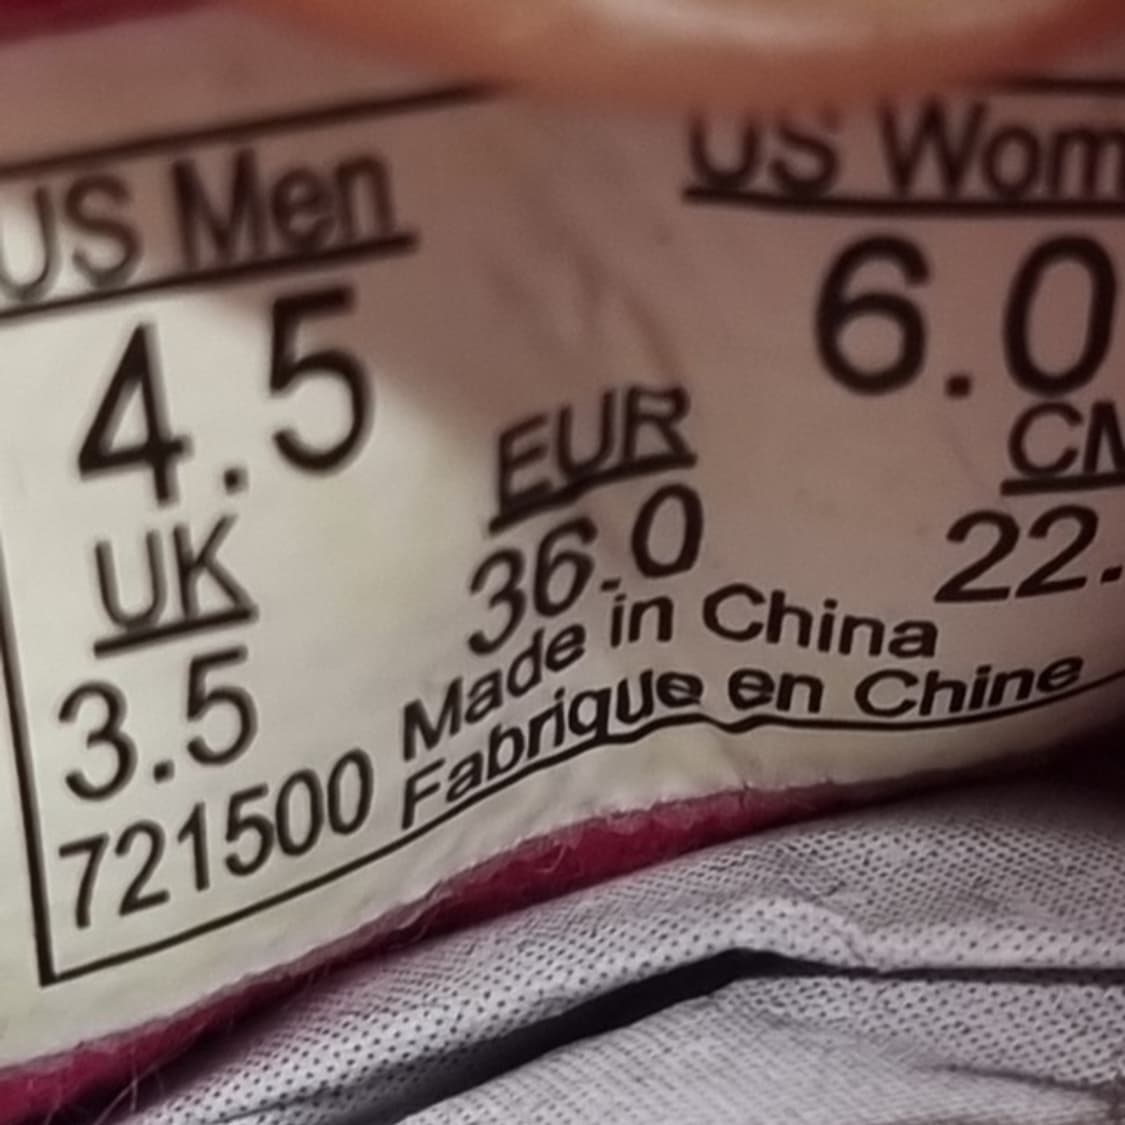 US Men
US Wom
4.5
6.0
UK
EUR
CM
3.5
36.0
22.
721500
Made in China
Fabrique en Chine